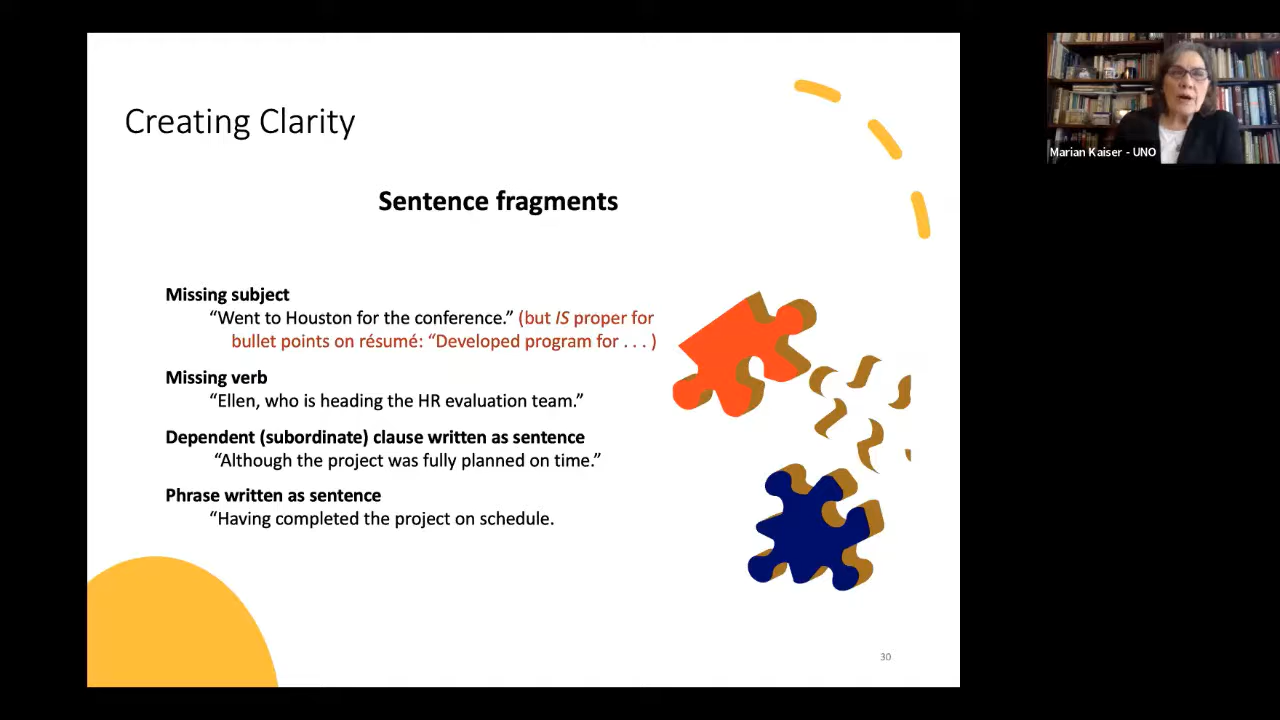 Creating Clarity
Sentence fragments
Missing subject
“Went to Houston for the conference.” (but IS proper for
bullet points on résumé: “Developed program for . . . )
Missing verb
“Ellen, who is heading the HR evaluation team.”
Dependent (subordinate) clause written as sentence
“Although the project was fully planned on time.”
Phrase written as sentence
“Having completed the project on schedule.
30
Marian Kaiser - UNO